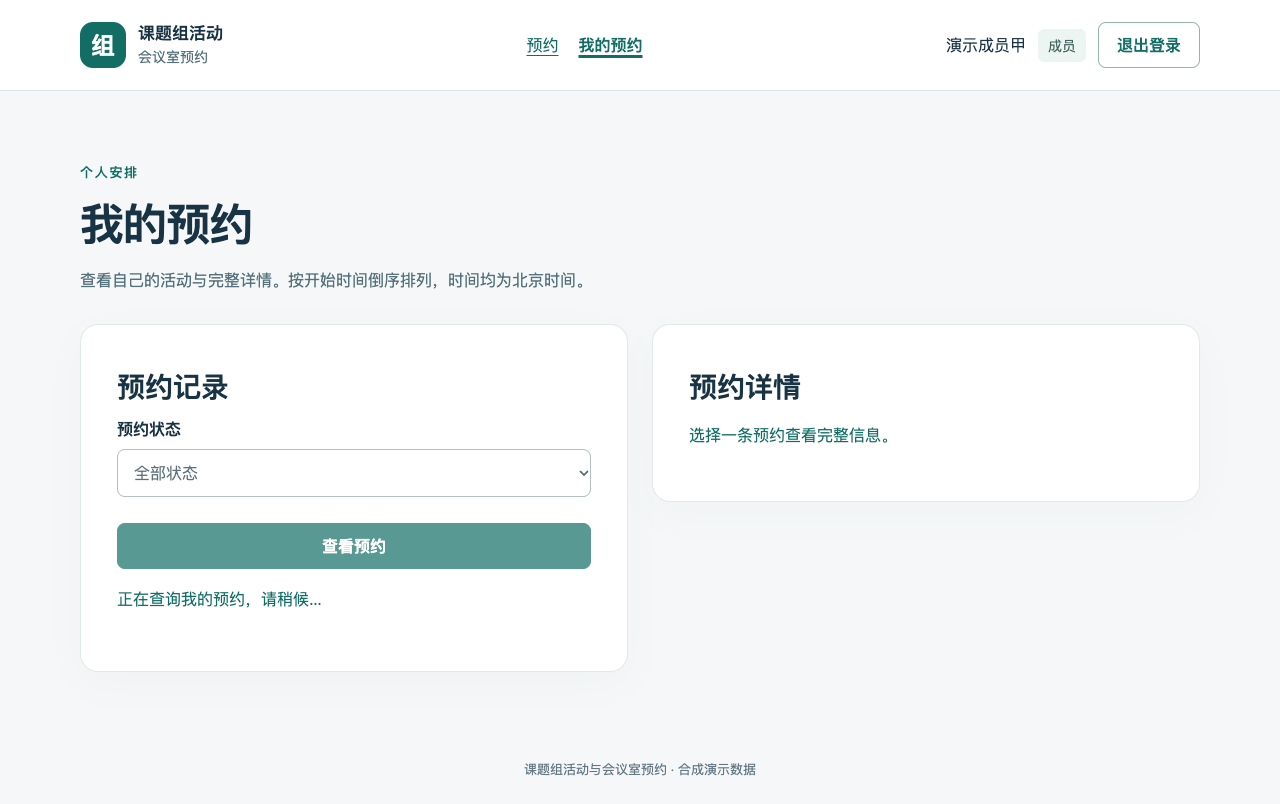 组
课题组活动
会议室预约
预约
我的预约
演示成员甲
成员
退出登录
个人安排
我的预约
查看自己的活动与完整详情。按开始时间倒序排列，时间均为北京时间。
预约记录
预约状态
全部状态
查看预约
正在查询我的预约，请稍候...
预约详情
选择一条预约查看完整信息。
课题组活动与会议室预约 · 合成演示数据